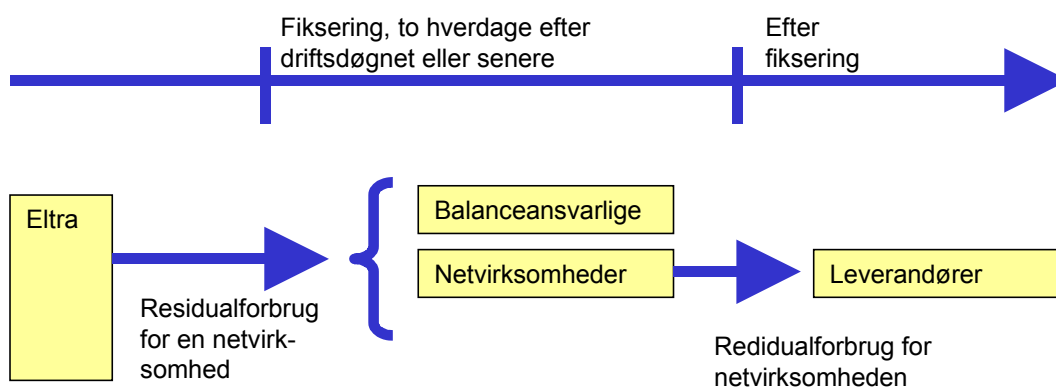 Fiksering, to hverdage efter
driftsdøgnet eller senere
Efter
fiksering
Eltra
Balanceansvarlige
Netvirksomheder
Leverandører
Residualforbrug
for en netvirk-
somhed
Redidualforbrug for
netvirksomheden